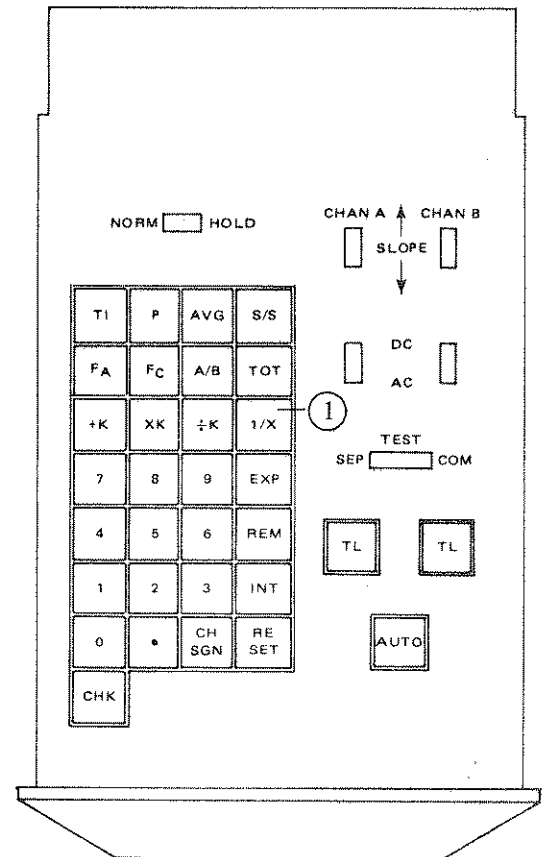 CHAN A CHAN B
NORM HOLD
SLOPE
TI P AVG S/S
FA FC A/B TOT
DC
AC
+K XK ÷K 1/X 1
TEST
SEP COM
7 8 9 EXP
4 5 6 REM
TL TL
1 2 3 INT
0 • CH SGN RE SET
AUTO
CHK